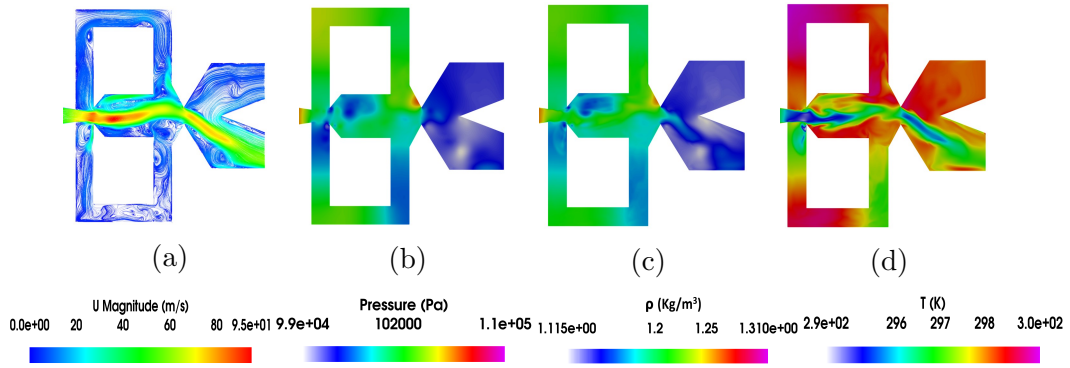 (a) (b) (c) (d)
U Magnitude (m/s)
0.0e+00 20 40 60 80 9.5e+01
Pressure (Pa)
9.9e+04 102000 1.1e+05
ρ (Kg/m³)
1.115e+00 1.2 1.25 1.310e+00
T (K)
2.9e+02 296 297 298 3.0e+02